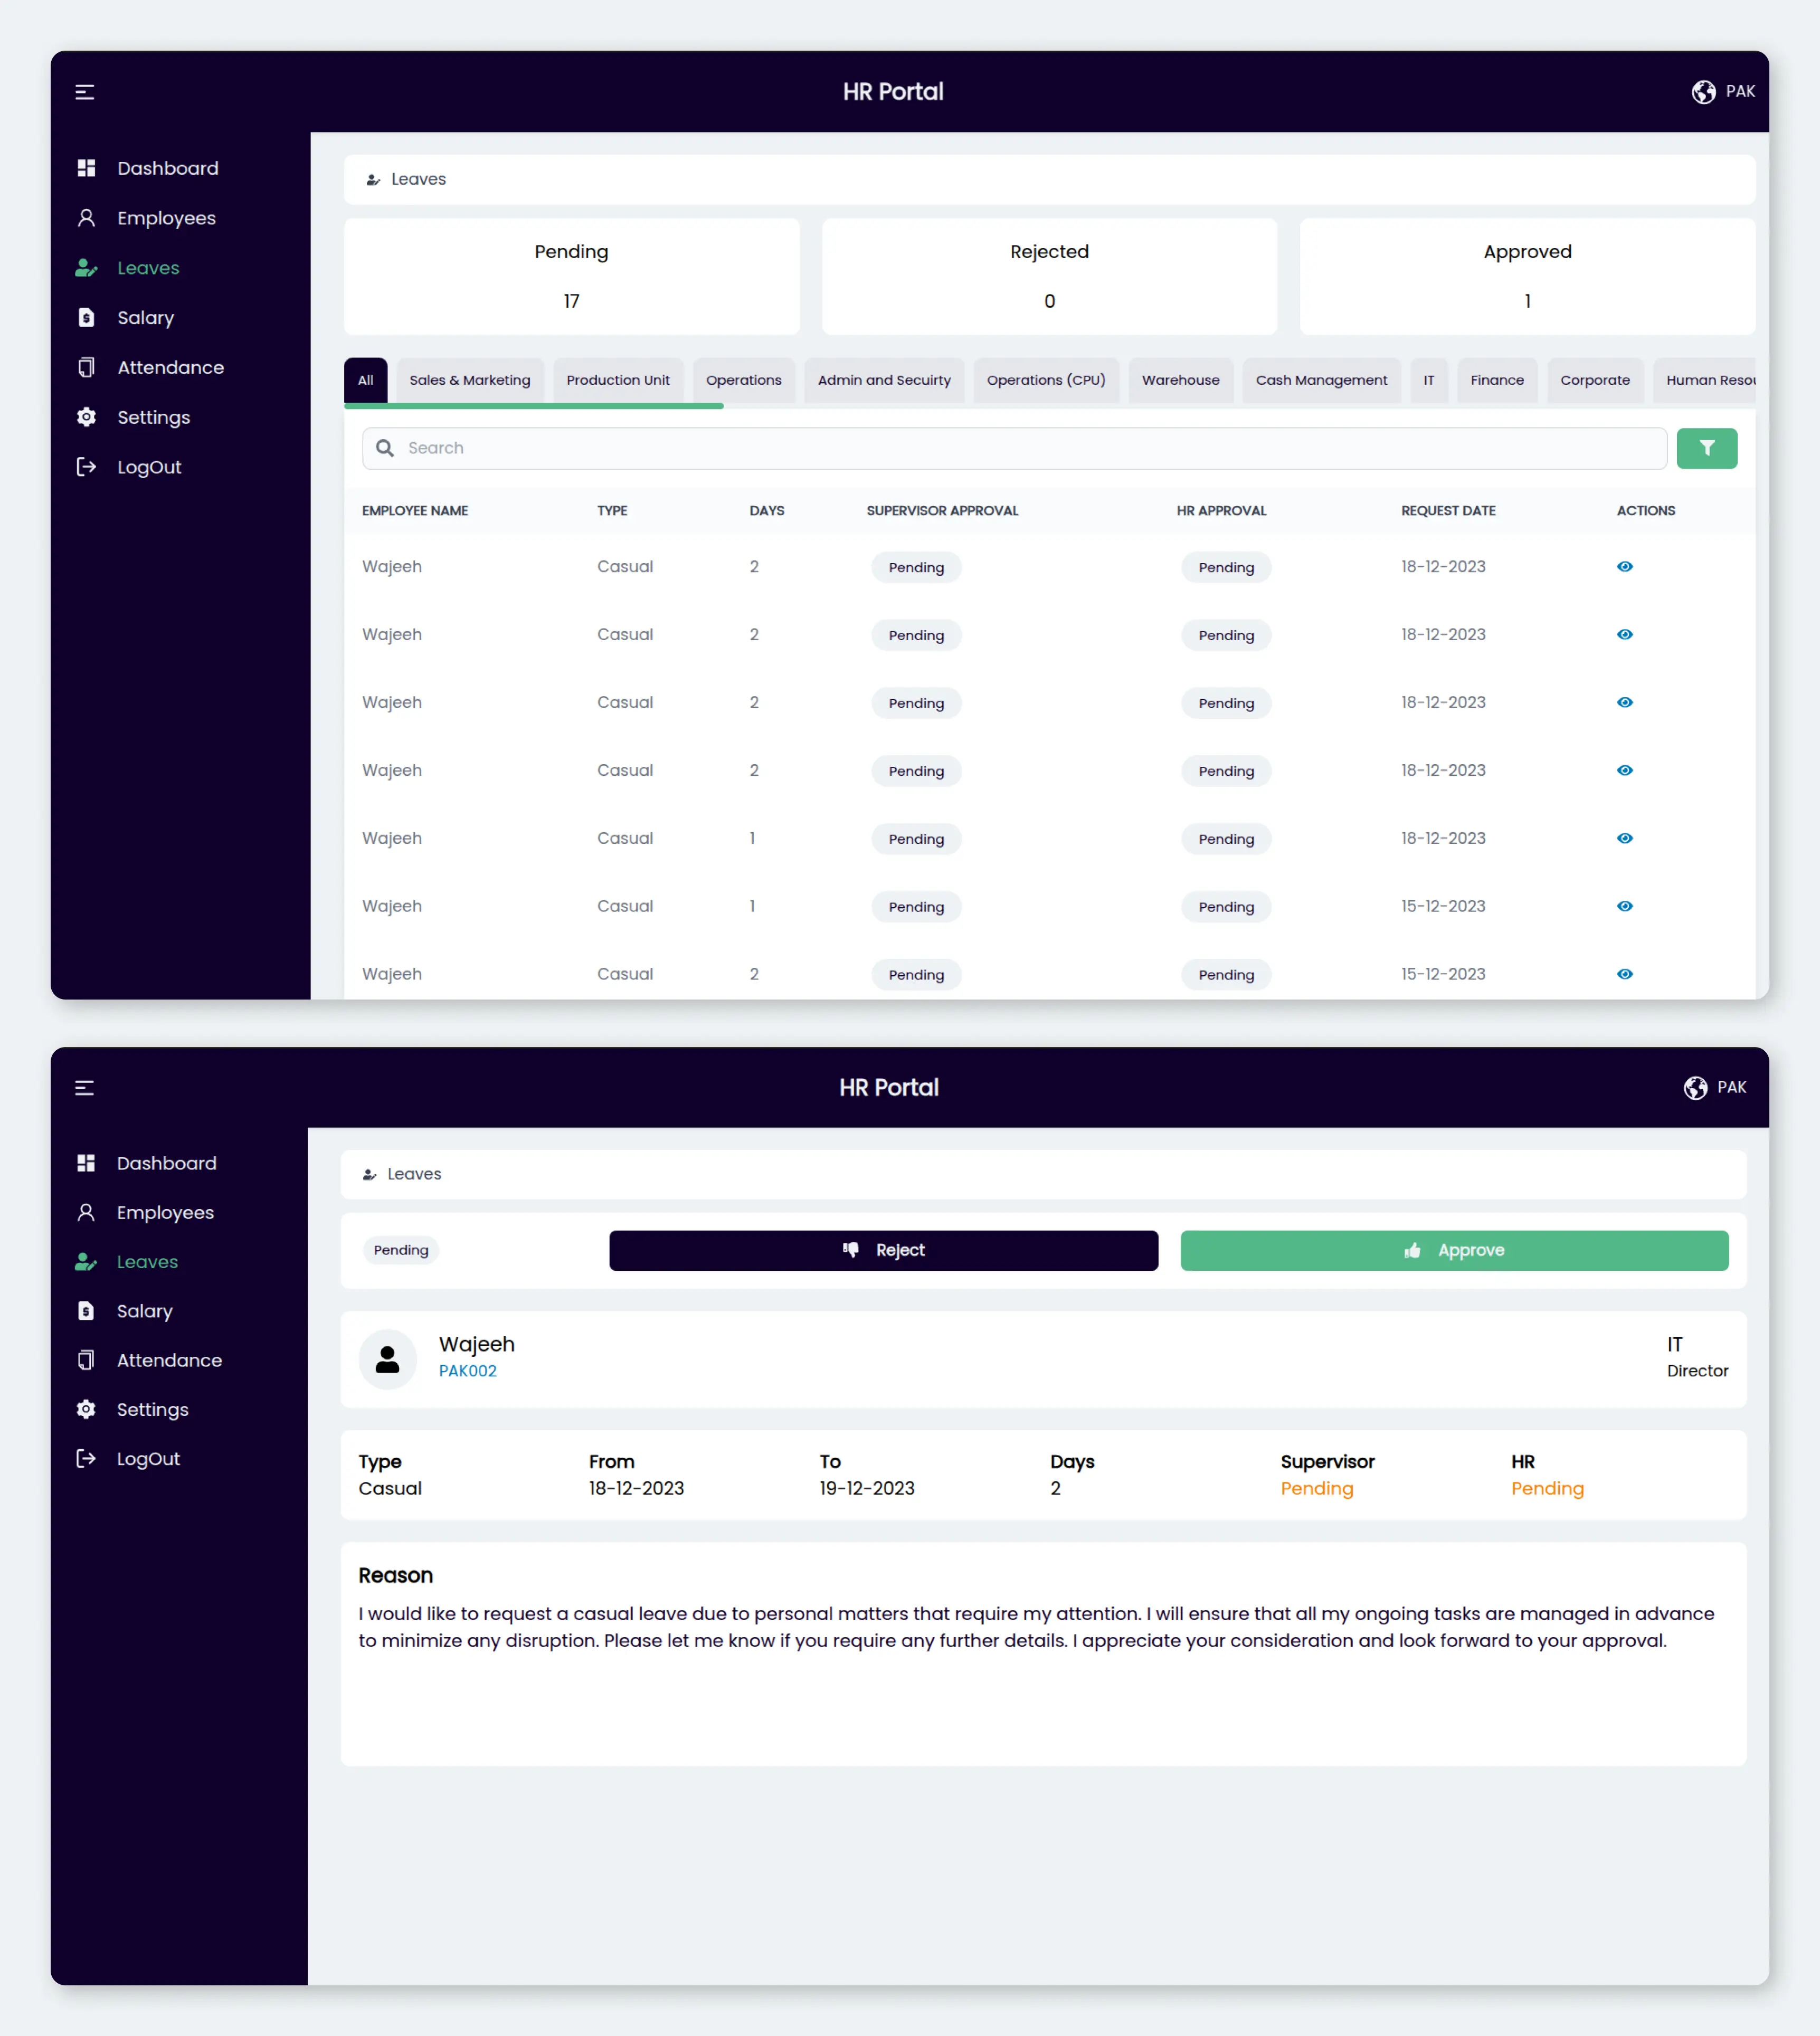 HR Portal
PAK
Dashboard
Employees
Leaves
Salary
Attendance
Settings
LogOut
Leaves
Pending
17
Rejected
0
Approved
1
All Sales & Marketing Production Unit Operations Admin and Secuirty Operations (CPU) Warehouse Cash Management IT Finance Corporate Human Resou
Search
EMPLOYEE NAME TYPE DAYS SUPERVISOR APPROVAL HR APPROVAL REQUEST DATE ACTIONS
Wajeeh Casual 2 Pending Pending 18-12-2023
Wajeeh Casual 2 Pending Pending 18-12-2023
Wajeeh Casual 2 Pending Pending 18-12-2023
Wajeeh Casual 2 Pending Pending 18-12-2023
Wajeeh Casual 1 Pending Pending 18-12-2023
Wajeeh Casual 1 Pending Pending 15-12-2023
Wajeeh Casual 2 Pending Pending 15-12-2023
HR Portal
PAK
Dashboard
Employees
Leaves
Salary
Attendance
Settings
LogOut
Leaves
Pending Reject Approve
Wajeeh
PAK002
IT
Director
Type From To Days Supervisor HR
Casual 18-12-2023 19-12-2023 2 Pending Pending
Reason
I would like to request a casual leave due to personal matters that require my attention. I will ensure that all my ongoing tasks are managed in advance
to minimize any disruption. Please let me know if you require any further details. I appreciate your consideration and look forward to your approval.